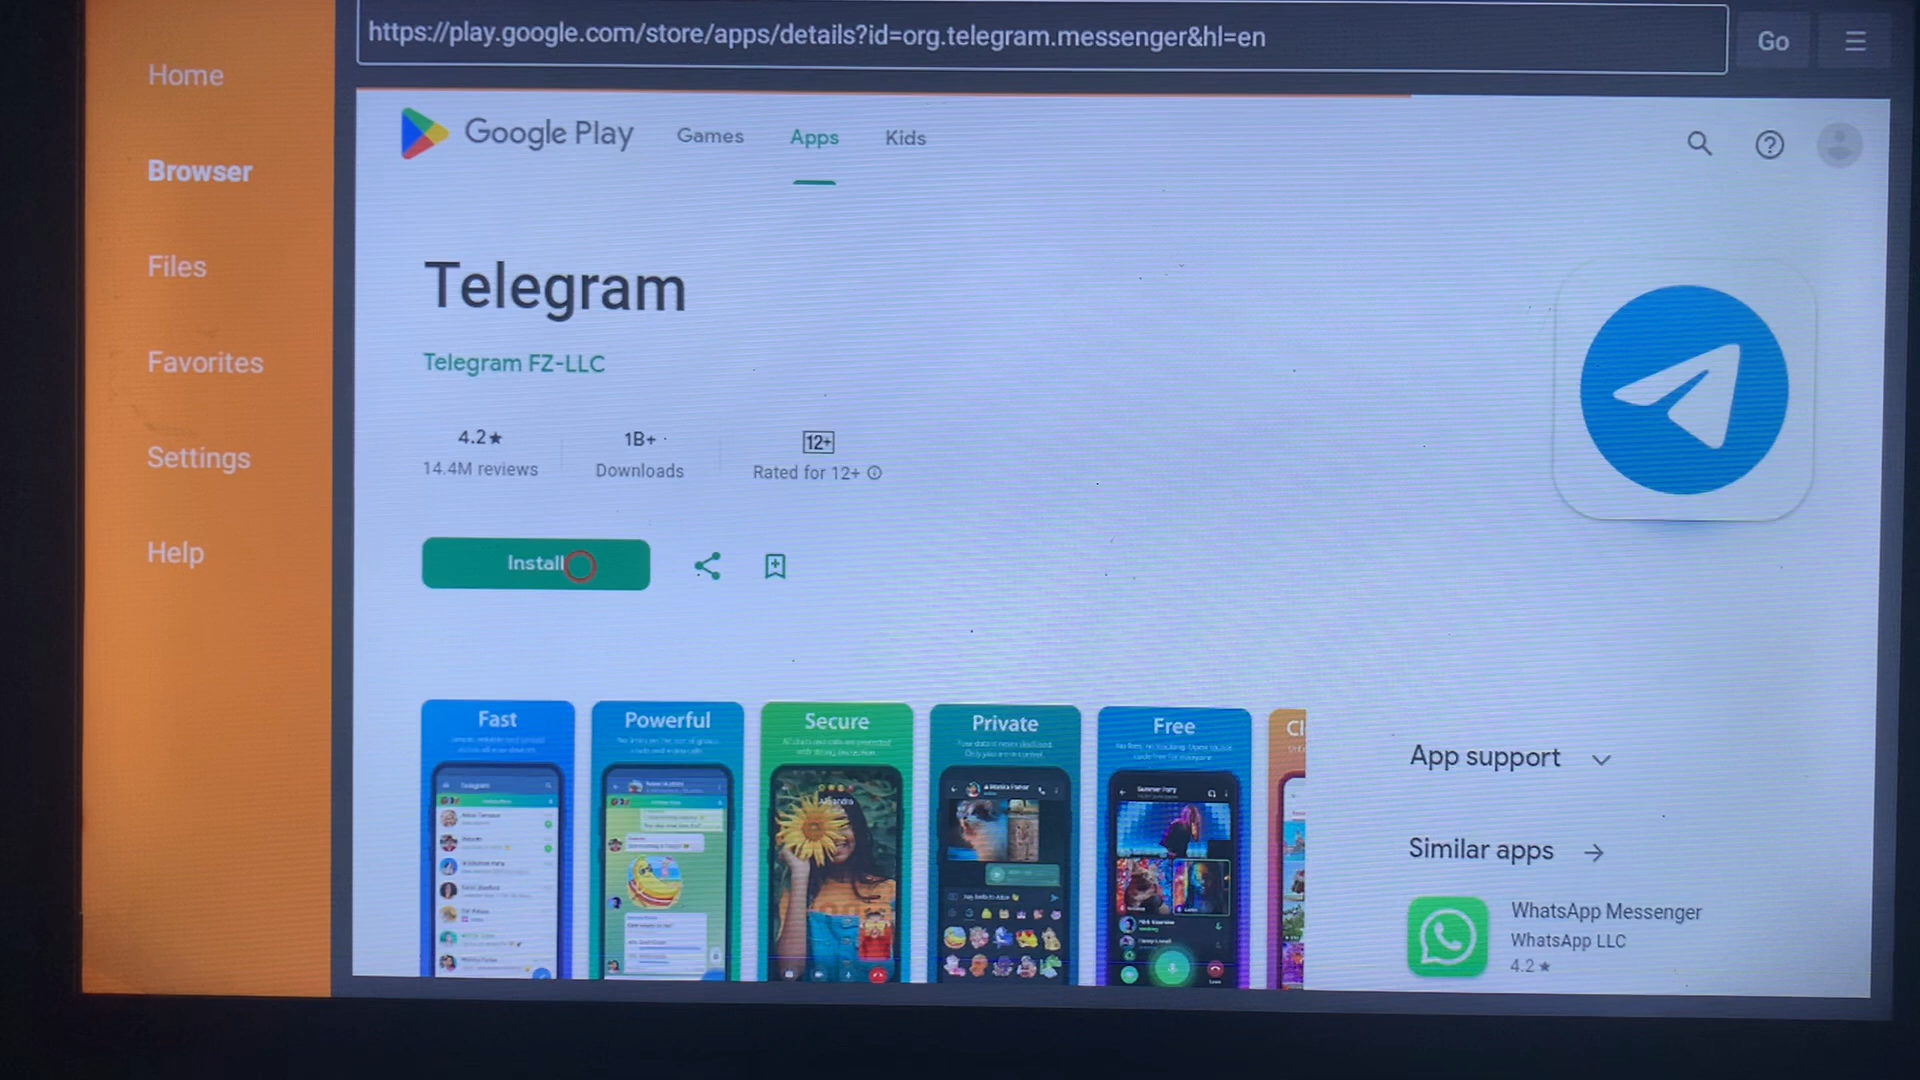 https://play.google.com/store/apps/details?id=org.telegram.messenger&hl=en
Go
Home
Browser
Files
Favorites
Settings
Help
Google Play
Games
Apps
Kids
Telegram
Telegram FZ-LLC
4.2★
14.4M reviews
1B+
Downloads
12+
Rated for 12+
Install
Fast
Powerful
Secure
Private
Free
App support
Similar apps
WhatsApp Messenger
WhatsApp LLC
4.2★